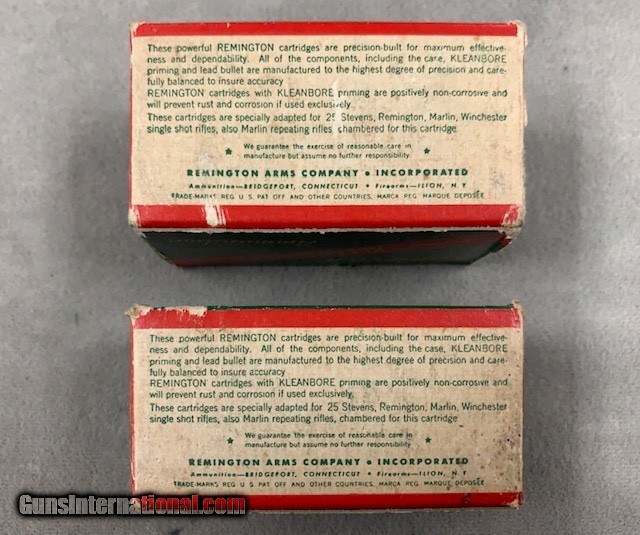 These powerful REMINGTON cartridges are precision-built for maximum effective-
ness and dependability. All of the components, including the case, KLEANBORE
priming and lead bullet are manufactured to the highest degree of precision and care-
fully balanced to insure accuracy
REMINGTON cartridges with KLEANBORE priming are positively non-corrosive and
will prevent rust and corrosion if used exclusively.
These cartridges are specially adapted for 25 Stevens, Remington, Marlin, Winchester
single shot rifles, also Marlin repeating rifles chambered for this cartridge.
We guarantee the exercise of reasonable care in
manufacture but assume no further responsibility
REMINGTON ARMS COMPANY • INCORPORATED
Ammunition—BRIDGEPORT, CONNECTICUT • Firearms—ILION, N. Y
TRADE-MARKS REG U. S. PAT OFF AND OTHER COUNTRIES. MARCA REG. MARQUE DEPOSÉE
These powerful REMINGTON cartridges are precision-built for maximum effective-
ness and dependability. All of the components, including the case, KLEANBORE
priming and lead bullet are manufactured to the highest degree of precision and care-
fully balanced to insure accuracy
REMINGTON cartridges with KLEANBORE priming are positively non-corrosive and
will prevent rust and corrosion if used exclusively.
These cartridges are specially adapted for 25 Stevens, Remington, Marlin, Winchester
single shot rifles, also Marlin repeating rifles, chambered for this cartridge
We guarantee the exercise of reasonable care in
manufacture but assume no further responsibility
REMINGTON ARMS COMPANY • INCORPORATED
Ammunition—BRIDGEPORT, CONNECTICUT • Firearms—ILION, N. Y
TRADE-MARKS REG U. S. PAT OFF AND OTHER COUNTRIES, MARCA REG. MARQUE DEPOSÉE
GunsInternational.com